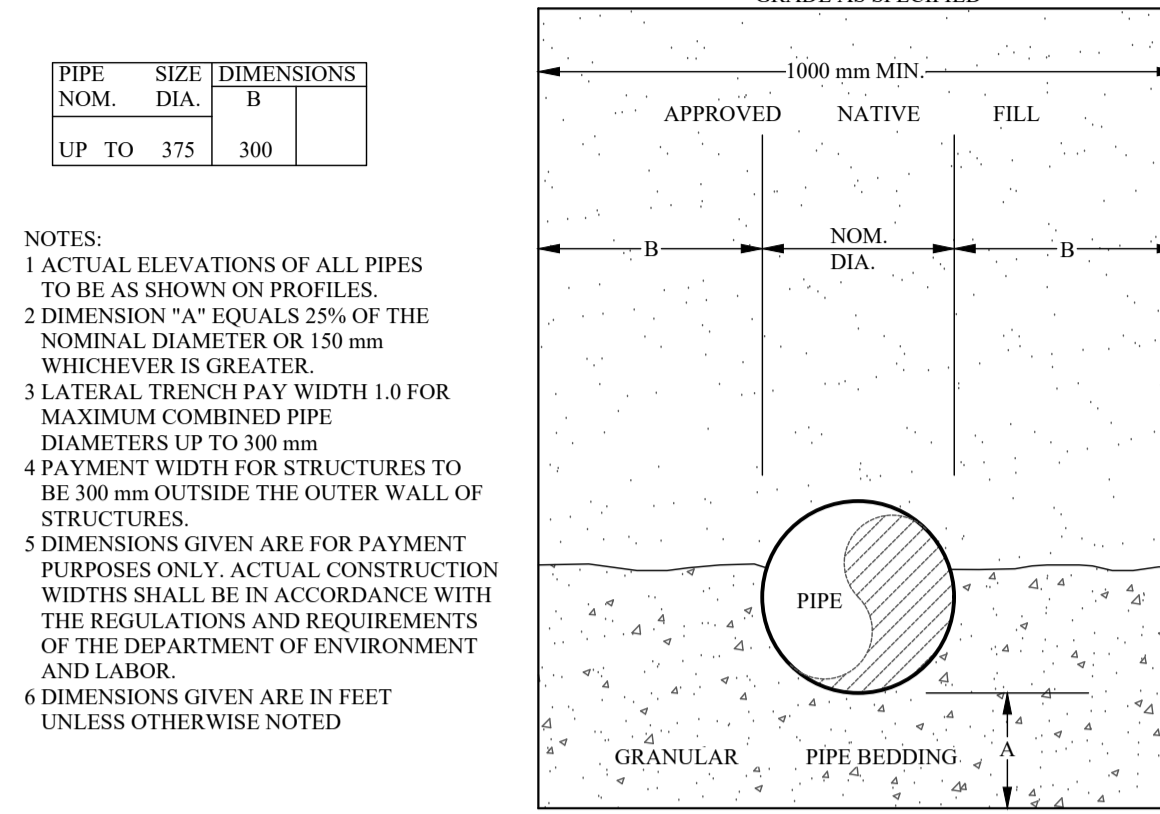 PIPE SIZE DIMENSIONS
NOM. DIA. B
UP TO 375 300
NOTES:
1 ACTUAL ELEVATIONS OF ALL PIPES
TO BE AS SHOWN ON PROFILES.
2 DIMENSION "A" EQUALS 25% OF THE
NOMINAL DIAMETER OR 150 mm
WHICHEVER IS GREATER.
3 LATERAL TRENCH PAY WIDTH 1.0 FOR
MAXIMUM COMBINED PIPE
DIAMETERS UP TO 300 mm
4 PAYMENT WIDTH FOR STRUCTURES TO
BE 300 mm OUTSIDE THE OUTER WALL OF
STRUCTURES.
5 DIMENSIONS GIVEN ARE FOR PAYMENT
PURPOSES ONLY. ACTUAL CONSTRUCTION
WIDTHS SHALL BE IN ACCORDANCE WITH
THE REGULATIONS AND REQUIREMENTS
OF THE DEPARTMENT OF ENVIRONMENT
AND LABOR.
6 DIMENSIONS GIVEN ARE IN FEET
UNLESS OTHERWISE NOTED
GRADE AS SPECIFIED
1000 mm MIN.
APPROVED NATIVE FILL
B NOM. B
DIA.
PIPE
GRANULAR PIPE BEDDING A